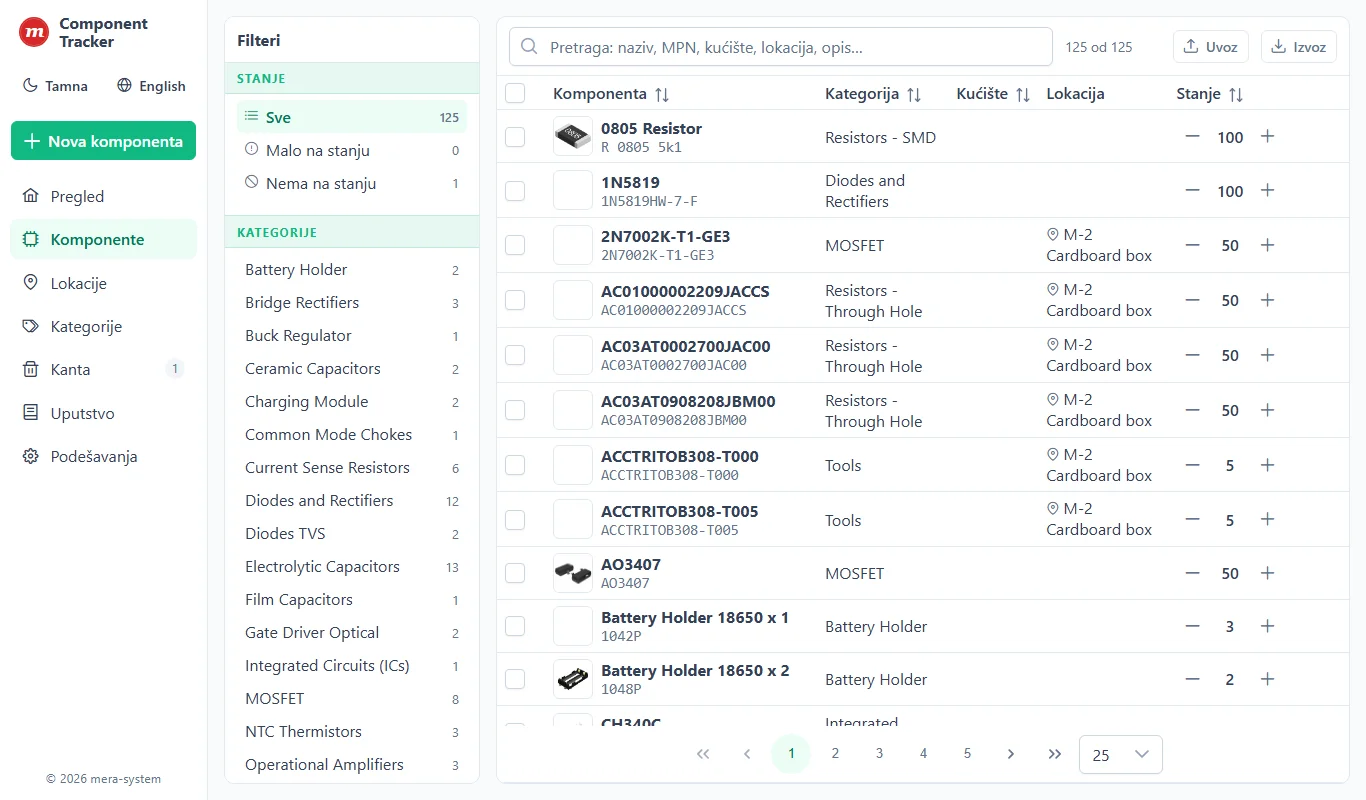 m
Component
Tracker
Tamna
English
Nova komponenta
Pregled
Komponente
Lokacije
Kategorije
Kanta 1
Uputstvo
Podešavanja
© 2026 mera-system
Filteri
STANJE
Sve 125
Malo na stanju 0
Nema na stanju 1
KATEGORIJE
Battery Holder 2
Bridge Rectifiers 3
Buck Regulator 1
Ceramic Capacitors 2
Charging Module 2
Common Mode Chokes 1
Current Sense Resistors 6
Diodes and Rectifiers 12
Diodes TVS 2
Electrolytic Capacitors 13
Film Capacitors 1
Gate Driver Optical 2
Integrated Circuits (ICs) 1
MOSFET 8
NTC Thermistors 3
Operational Amplifiers 3
Pretraga: naziv, MPN, kućište, lokacija, opis...
125 od 125
Uvoz
Izvoz
Komponenta Kategorija Kućište Lokacija Stanje
0805 Resistor
R 0805 5k1
Resistors - SMD
100
1N5819
1N5819HW-7-F
Diodes and
Rectifiers
100
2N7002K-T1-GE3
2N7002K-T1-GE3
MOSFET
M-2
Cardboard box
50
AC01000002209JACCS
AC01000002209JACCS
Resistors -
Through Hole
M-2
Cardboard box
50
AC03AT0002700JAC00
AC03AT0002700JAC00
Resistors -
Through Hole
M-2
Cardboard box
50
AC03AT0908208JBM00
AC03AT0908208JBM00
Resistors -
Through Hole
M-2
Cardboard box
50
ACCTRITOB308-T000
ACCTRITOB308-T000
Tools
M-2
Cardboard box
5
ACCTRITOB308-T005
ACCTRITOB308-T005
Tools
M-2
Cardboard box
5
AO3407
AO3407
MOSFET
50
Battery Holder 18650 x 1
1042P
Battery Holder
3
Battery Holder 18650 x 2
1048P
Battery Holder
2
CH340C
Integrated
1 2 3 4 5
25